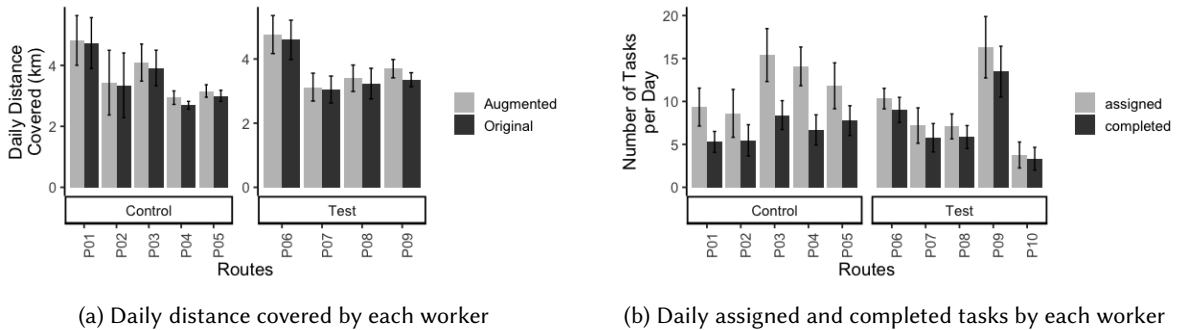 Daily Distance
Covered (km)
4
2
0
4
2
0
Control
Test
P01
P02
P03
P04
P05
P06
P07
P08
P09
Routes
Augmented
Original
(a) Daily distance covered by each worker
Number of Tasks
per Day
20
15
10
5
0
Control
Test
P01
P02
P03
P04
P05
P06
P07
P08
P09
P10
Routes
assigned
completed
(b) Daily assigned and completed tasks by each worker